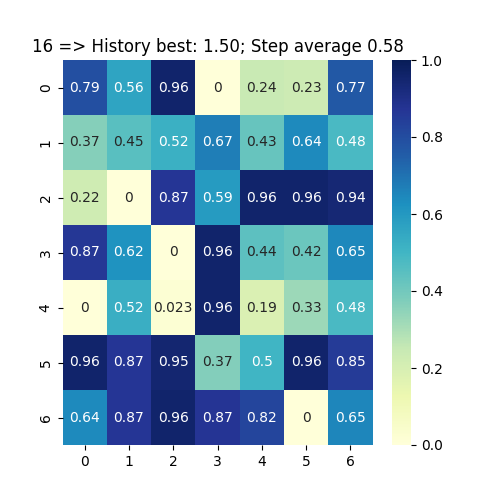 16 => History best: 1.50; Step average 0.58
0 0.79 0.56 0.96 0 0.24 0.23 0.77
1 0.37 0.45 0.52 0.67 0.43 0.64 0.48
2 0.22 0 0.87 0.59 0.96 0.96 0.94
3 0.87 0.62 0 0.96 0.44 0.42 0.65
4 0 0.52 0.023 0.96 0.19 0.33 0.48
5 0.96 0.87 0.95 0.37 0.5 0.96 0.85
6 0.64 0.87 0.96 0.87 0.82 0 0.65
0 1 2 3 4 5 6
1.0
0.8
0.6
0.4
0.2
0.0